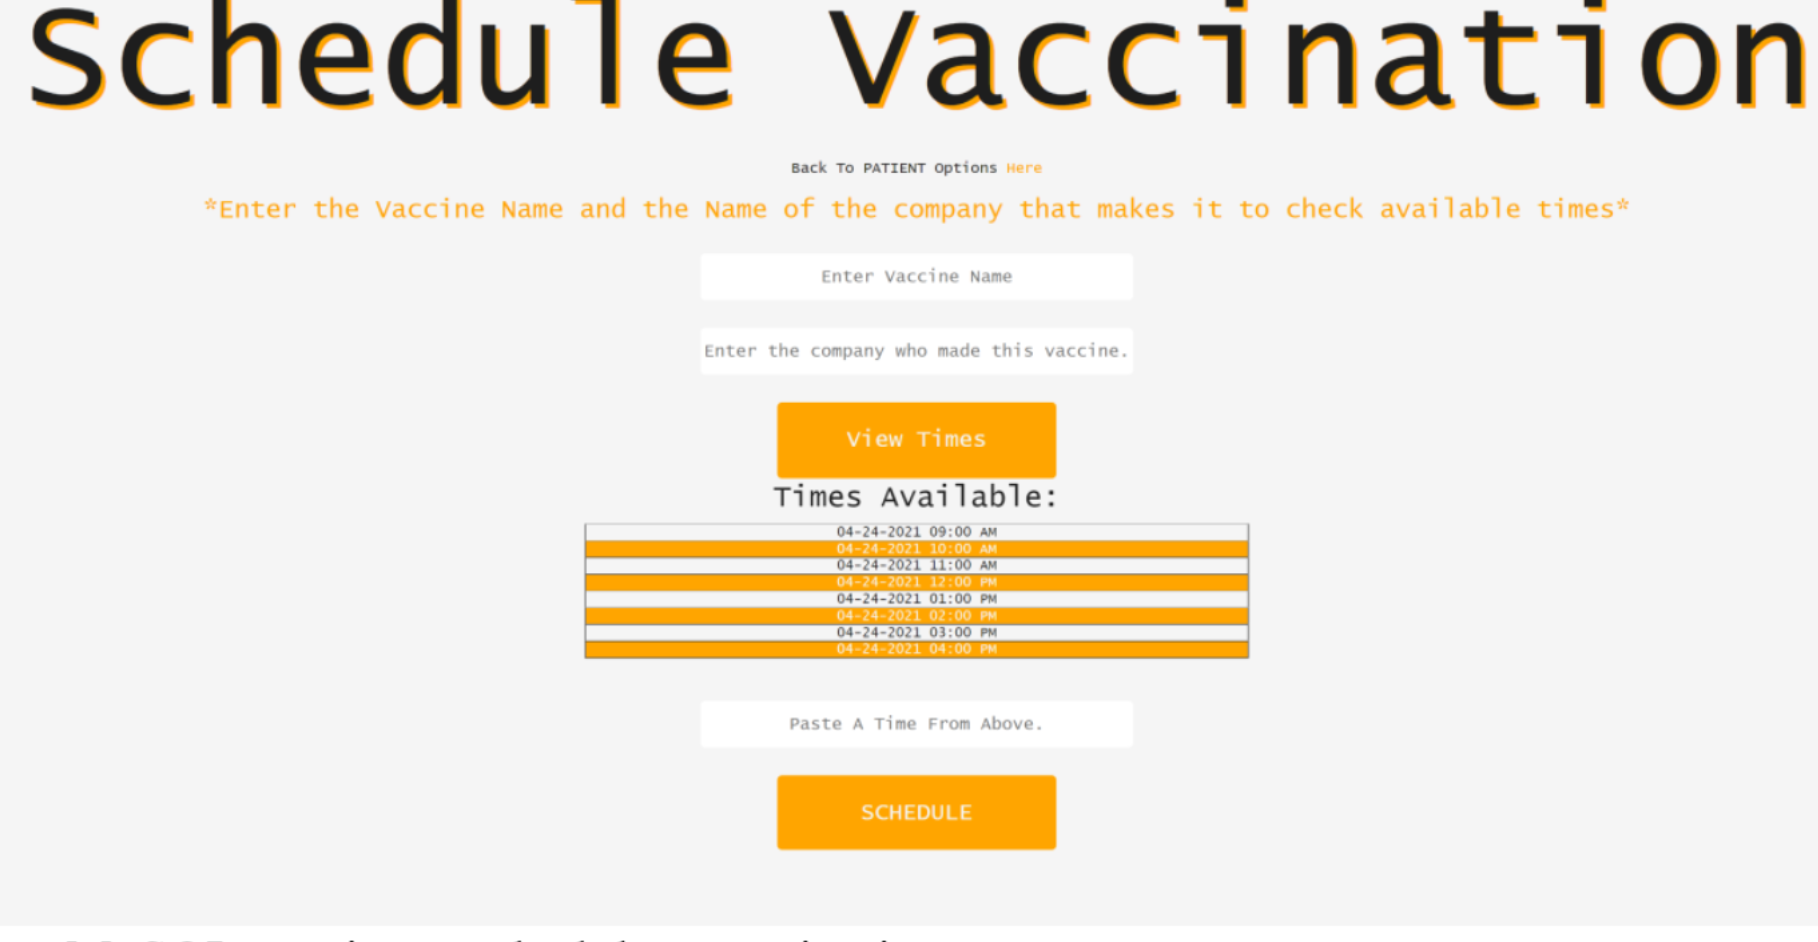 Schedule Vaccination
Back To PATIENT Options Here
*Enter the Vaccine Name and the Name of the company that makes it to check available times*
Enter Vaccine Name
Enter the company who made this vaccine.
View Times
Times Available:
04-24-2021 09:00 AM
04-24-2021 10:00 AM
04-24-2021 11:00 AM
04-24-2021 12:00 PM
04-24-2021 01:00 PM
04-24-2021 02:00 PM
04-24-2021 03:00 PM
04-24-2021 04:00 PM
Paste A Time From Above.
SCHEDULE